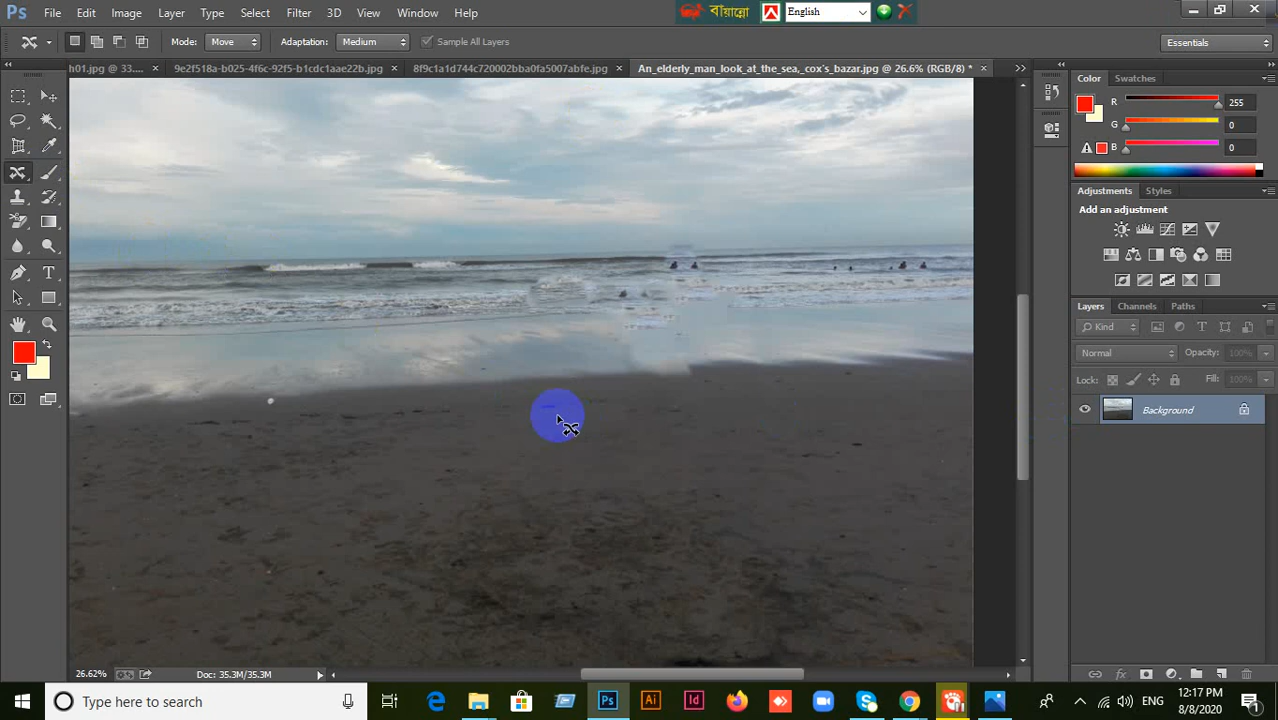 Ps File Edit Image Layer Type Select Filter 3D View Window Help
বায়ান্নো English
Mode: Move Adaptation: Medium Sample All Layers Essentials
h01.jpg @ 33.... × 9e2f518a-b025-4f6c-92f5-b1cdc1aae22b.jpg × 8f9c1a1d744c720002bba0fa5007abfe.jpg × An_elderly_man_look_at_the_sea,_cox's_bazar.jpg @ 26.6% (RGB/8) * ×
Color Swatches
R 255
G 0
B 0
Adjustments Styles
Add an adjustment
Layers Channels Paths
Kind
Normal Opacity: 100%
Lock: Fill: 100%
Background
26.62% Doc: 35.3M/35.3M
Type here to search
Ps Ai Id
ENG
12:17 PM
8/8/2020
1